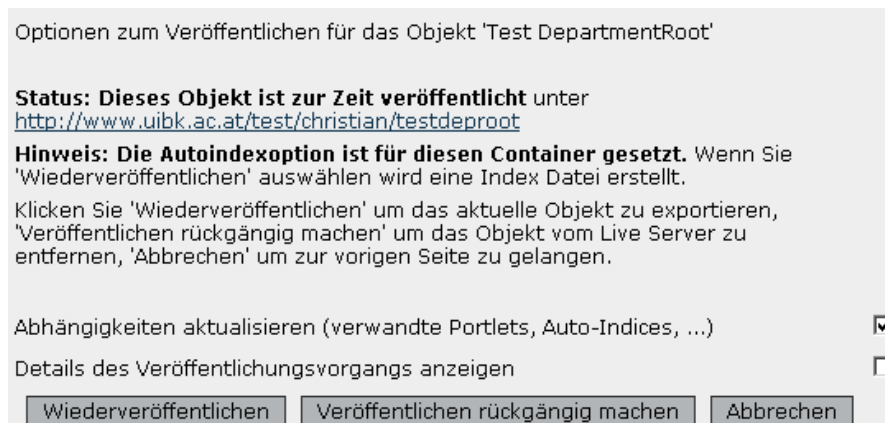 Optionen zum Veröffentlichen für das Objekt 'Test DepartmentRoot'
Status: Dieses Objekt ist zur Zeit veröffentlicht unter
http://www.uibk.ac.at/test/christian/testdeproot
Hinweis: Die Autoindexoption ist für diesen Container gesetzt. Wenn Sie
'Wiederveröffentlichen' auswählen wird eine Index Datei erstellt.
Klicken Sie 'Wiederveröffentlichen' um das aktuelle Objekt zu exportieren,
'Veröffentlichen rückgängig machen' um das Objekt vom Live Server zu
entfernen, 'Abbrechen' um zur vorigen Seite zu gelangen.
Abhängigkeiten aktualisieren (verwandte Portlets, Auto-Indices, ...)
Details des Veröffentlichungsvorgangs anzeigen
Wiederveröffentlichen Veröffentlichen rückgängig machen Abbrechen